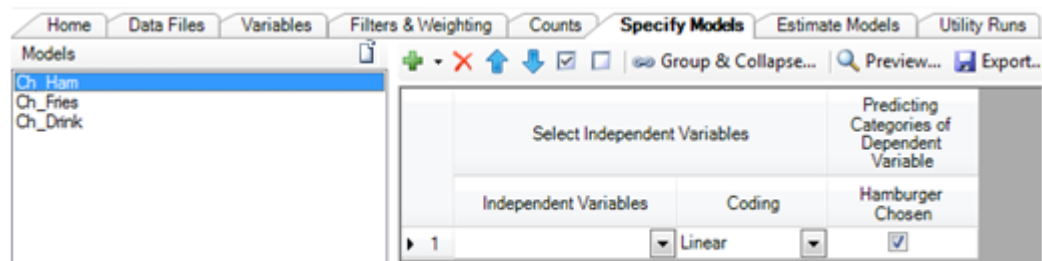 Home Data Files Variables Filters & Weighting Counts Specify Models Estimate Models Utility Runs
Models
Group & Collapse... Preview... Export...
Ch_Ham
Ch_Fries
Ch_Drink
Select Independent Variables
Predicting
Categories of
Dependent
Variable
Independent Variables Coding
Hamburger
Chosen
1 Linear